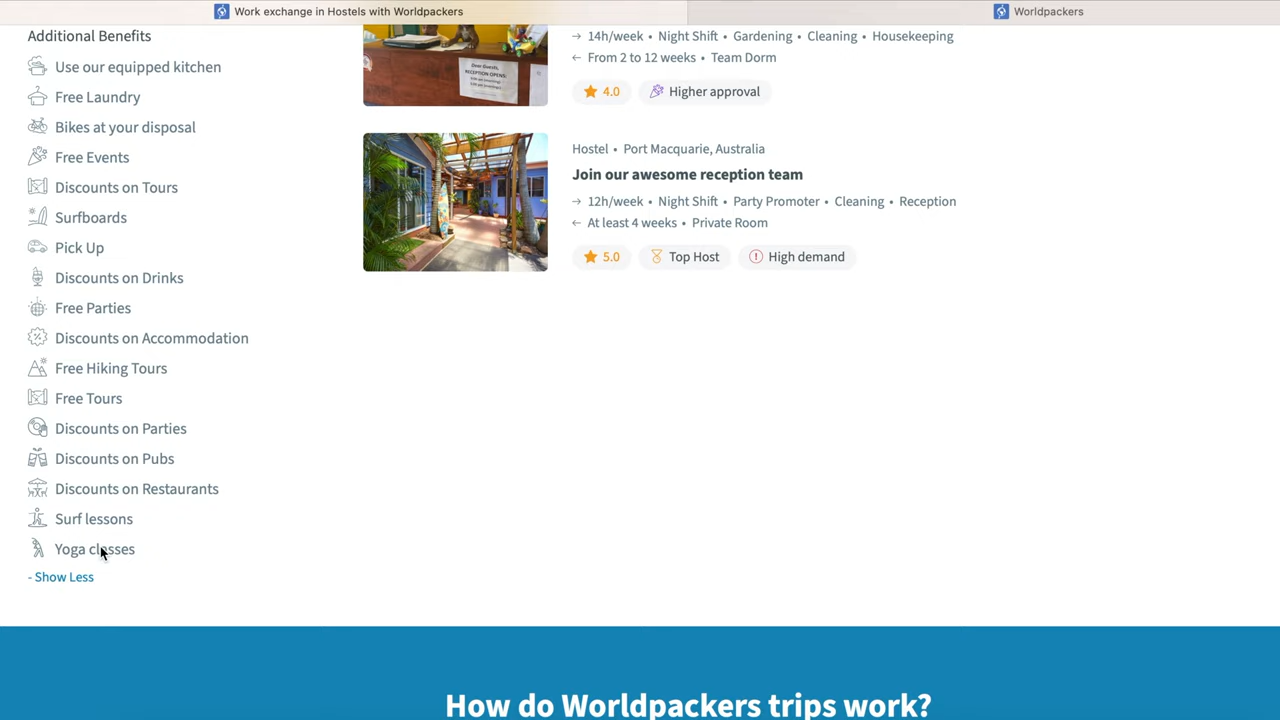 Work exchange in Hostels with Worldpackers
Worldpackers
Additional Benefits
Use our equipped kitchen
Free Laundry
Bikes at your disposal
Free Events
Discounts on Tours
Surfboards
Pick Up
Discounts on Drinks
Free Parties
Discounts on Accommodation
Free Hiking Tours
Free Tours
Discounts on Parties
Discounts on Pubs
Discounts on Restaurants
Surf lessons
Yoga classes
- Show Less
→ 14h/week • Night Shift • Gardening • Cleaning • Housekeeping
← From 2 to 12 weeks • Team Dorm
4.0 Higher approval
Hostel • Port Macquarie, Australia
Join our awesome reception team
→ 12h/week • Night Shift • Party Promoter • Cleaning • Reception
← At least 4 weeks • Private Room
5.0 Top Host High demand
How do Worldpackers trips work?